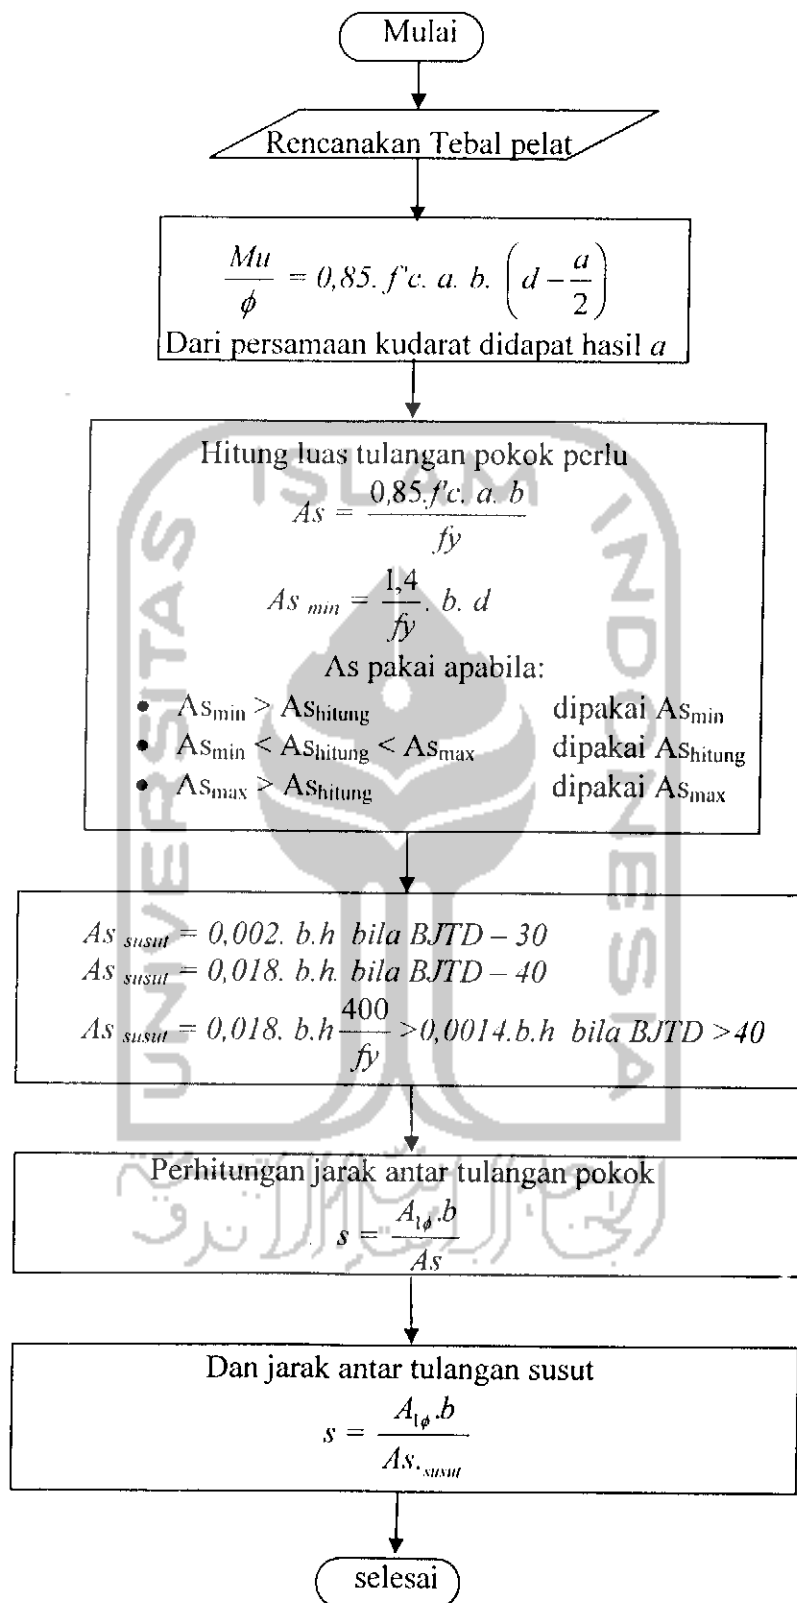 Mulai
Rencanakan Tebal pelat
Mu/ϕ = 0,85. f'c. a. b. (d − a/2)
Dari persamaan kudarat didapat hasil a
Hitung luas tulangan pokok perlu
As = 0,85.f'c. a. b / fy
As min = 1,4/fy . b. d
As pakai apabila:
• Asmin > Ashitung dipakai Asmin
• Asmin < Ashitung < Asmax dipakai Ashitung
• Asmax > Ashitung dipakai Asmax
As susut = 0,002. b.h bila BJTD – 30
As susut = 0,018. b.h. bila BJTD – 40
As susut = 0,018. b.h 400/fy >0,0014.b.h bila BJTD >40
Perhitungan jarak antar tulangan pokok
s = A1ϕ.b / As
Dan jarak antar tulangan susut
s = A1ϕ.b / As.susut
selesai
UNIVERSITAS
ISLAM
INDONESIA